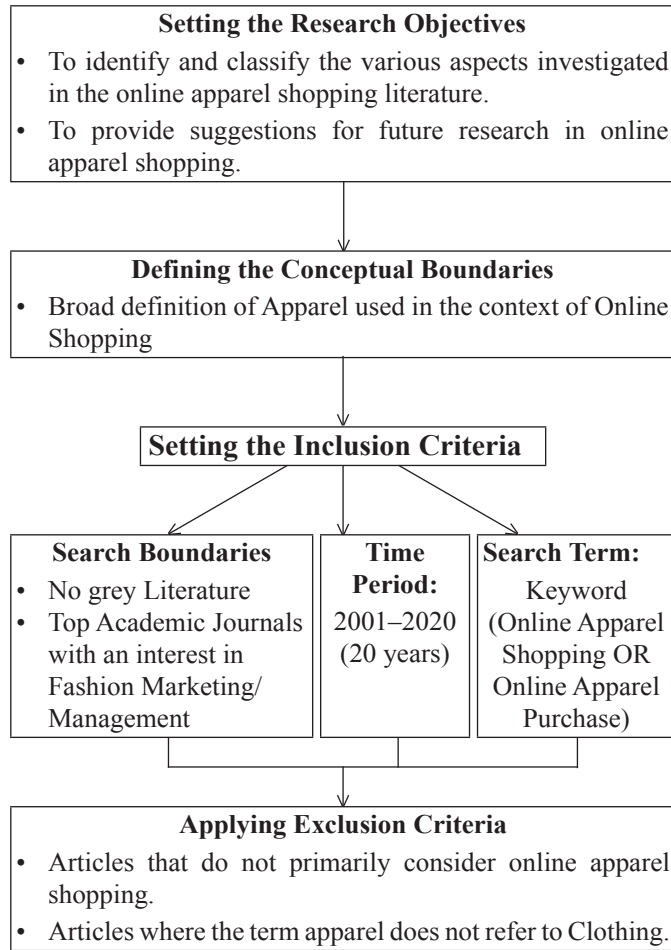 Setting the Research Objectives
• To identify and classify the various aspects investigated
in the online apparel shopping literature.
• To provide suggestions for future research in online
apparel shopping.
Defining the Conceptual Boundaries
• Broad definition of Apparel used in the context of Online
Shopping
Setting the Inclusion Criteria
Search Boundaries
• No grey Literature
• Top Academic Journals
with an interest in
Fashion Marketing/
Management
Time
Period:
2001–2020
(20 years)
Search Term:
Keyword
(Online Apparel
Shopping OR
Online Apparel
Purchase)
Applying Exclusion Criteria
• Articles that do not primarily consider online apparel
shopping.
• Articles where the term apparel does not refer to Clothing.